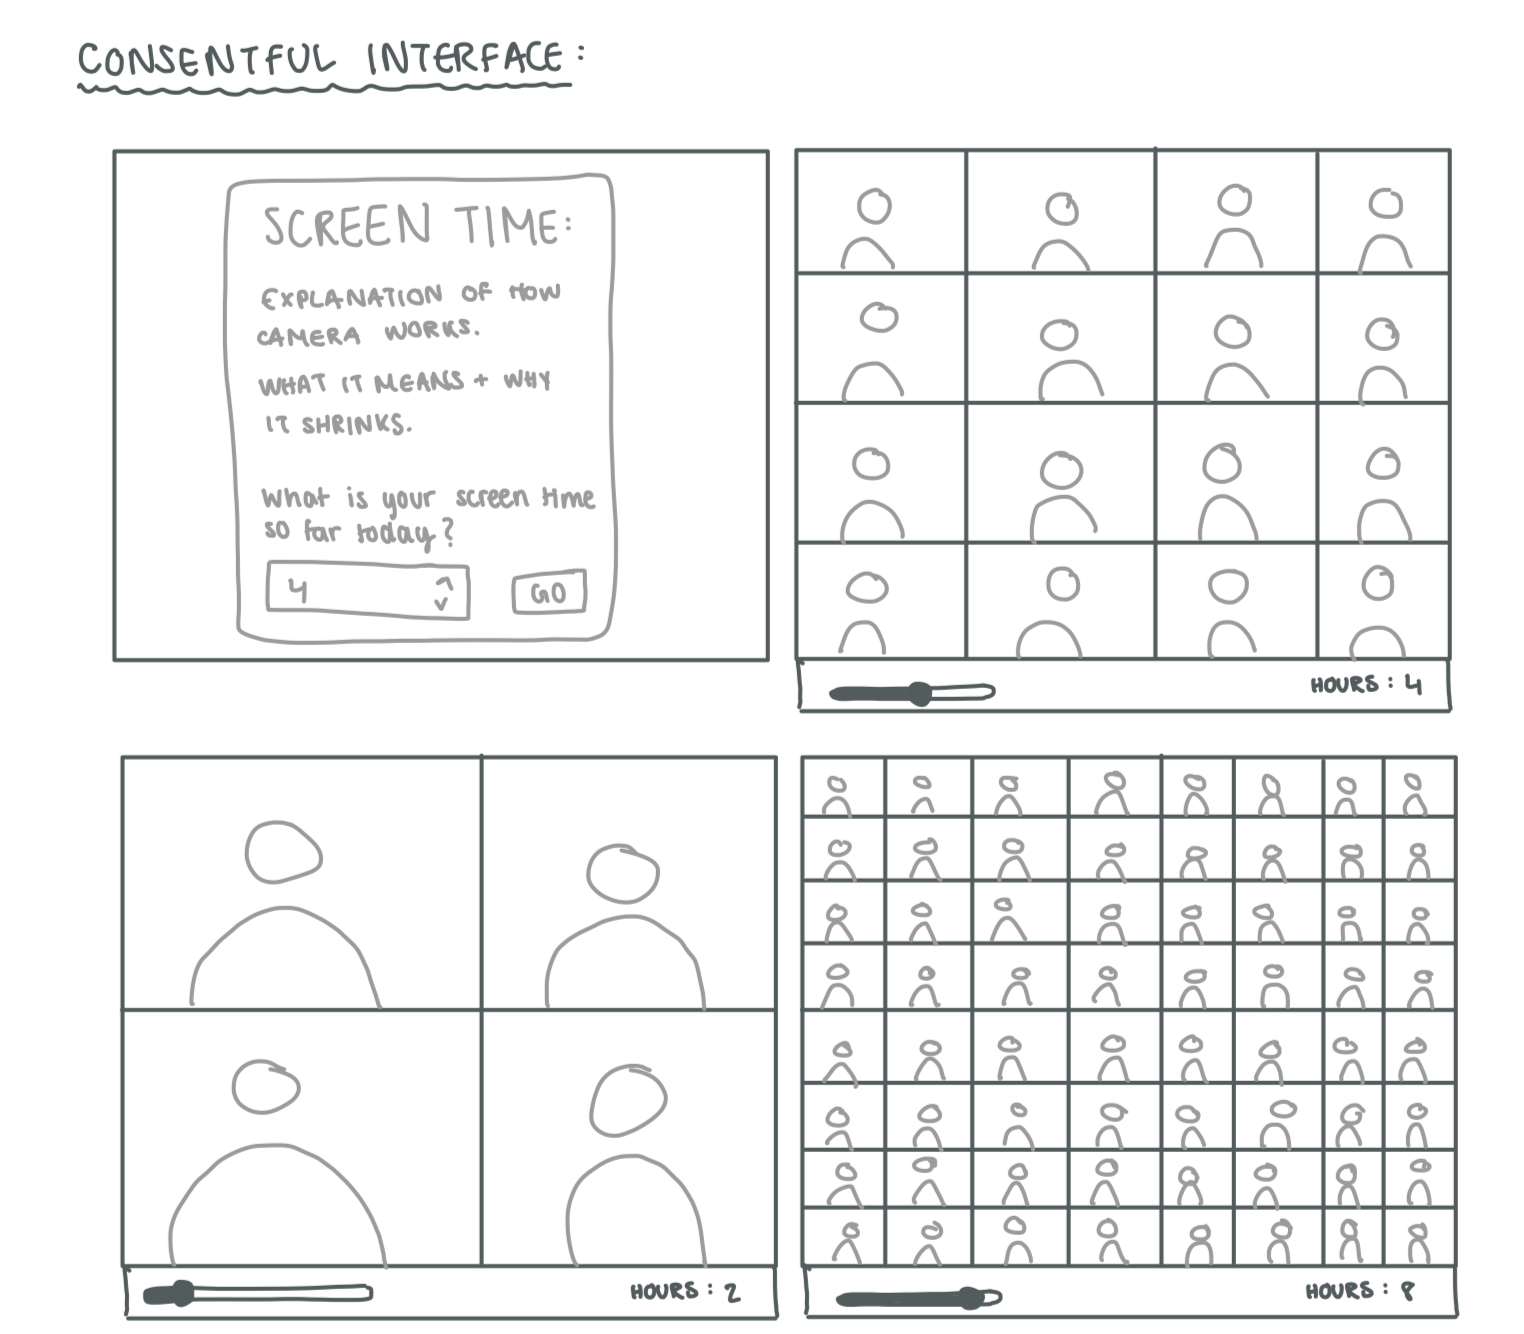 CONSENTFUL INTERFACE:
SCREEN TIME:
EXPLANATION OF HOW
CAMERA WORKS.
WHAT IT MEANS + WHY
IT SHRINKS.
What is your screen time
so far today?
4
GO
HOURS: 4
HOURS: 2
HOURS: 8